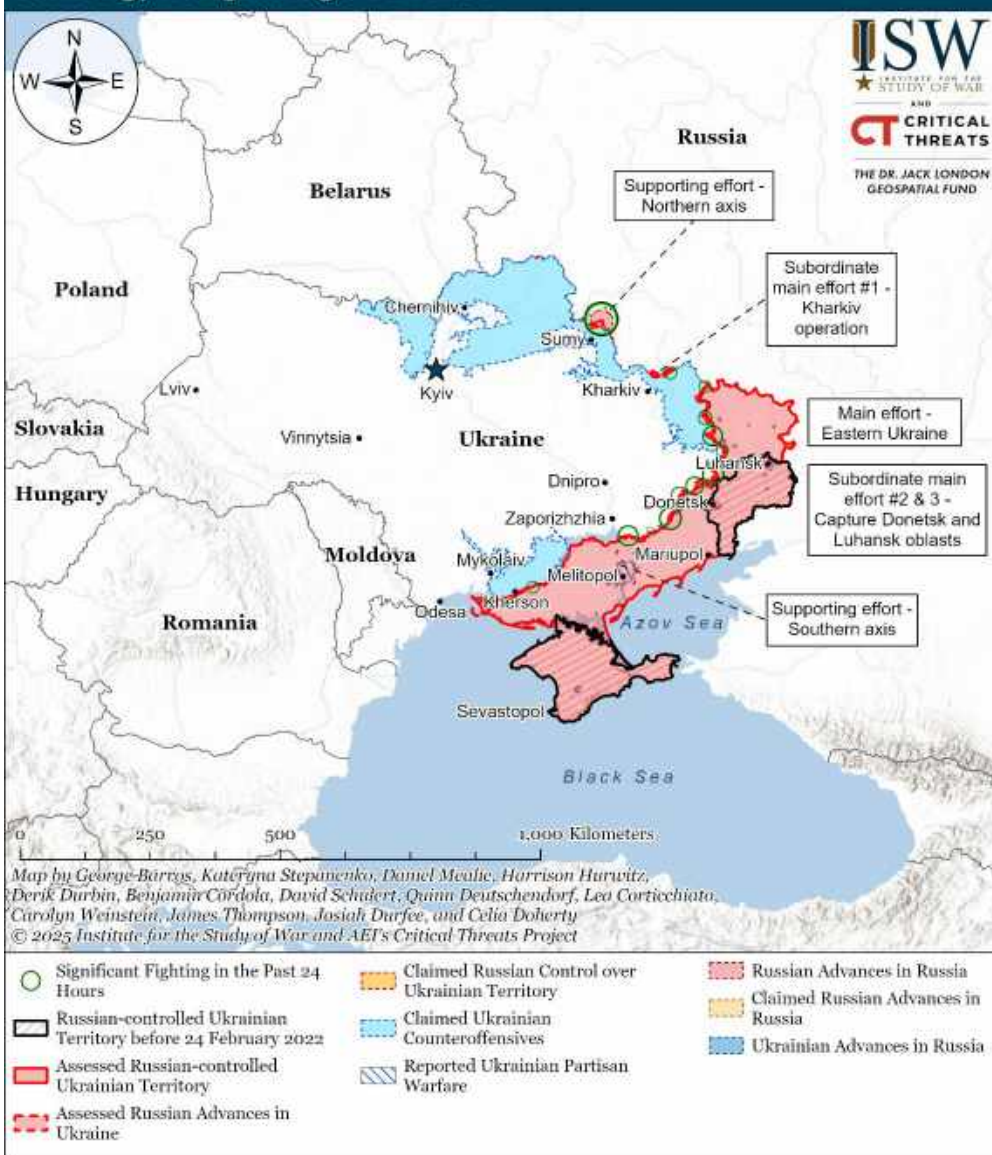 N
W E
S
ISW
INSTITUTE FOR THE
STUDY OF WAR
AND
CT CRITICAL
THREATS
THE DR. JACK LONDON
GEOSPATIAL FUND
Russia
Belarus
Supporting effort -
Northern axis
Subordinate
main effort #1 -
Kharkiv
operation
Poland
Chernihiv
Sumy
Kharkiv
Kyiv
Lviv
Main effort -
Eastern Ukraine
Slovakia
Vinnytsia
Ukraine
Luhansk
Hungary
Dnipro
Donetsk
Subordinate main
effort #2 & 3 -
Capture Donetsk and
Luhansk oblasts
Zaporizhzhia
Moldova
Mykolaiv
Mariupol
Melitopol
Odesa
Kherson
Romania
Azov Sea
Supporting effort -
Southern axis
Sevastopol
Black Sea
0 250 500 1,000 Kilometers
Map by George Barros, Kateryna Stepanenko, Daniel Mealie, Harrison Hurwitz,
Derik Durbin, Benjamin Cordola, David Schulert, Quinn Deutschendorf, Leo Corticchiato,
Carolyn Weinstein, James Thompson, Josiah Durfee, and Celia Doherty
© 2025 Institute for the Study of War and AEI's Critical Threats Project
Significant Fighting in the Past 24
Hours
Russian-controlled Ukrainian
Territory before 24 February 2022
Assessed Russian-controlled
Ukrainian Territory
Assessed Russian Advances in
Ukraine
Claimed Russian Control over
Ukrainian Territory
Claimed Ukrainian
Counteroffensives
Reported Ukrainian Partisan
Warfare
Russian Advances in Russia
Claimed Russian Advances in
Russia
Ukrainian Advances in Russia